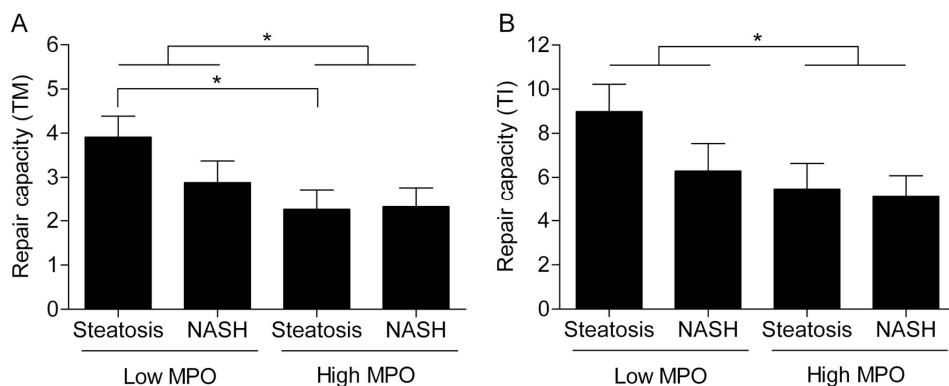 A
Repair capacity (TM)
6
5
4
3
2
1
0
*
*
Steatosis NASH Steatosis NASH
Low MPO High MPO
B
Repair capacity (TI)
12
10
8
6
4
2
0
*
Steatosis NASH Steatosis NASH
Low MPO High MPO